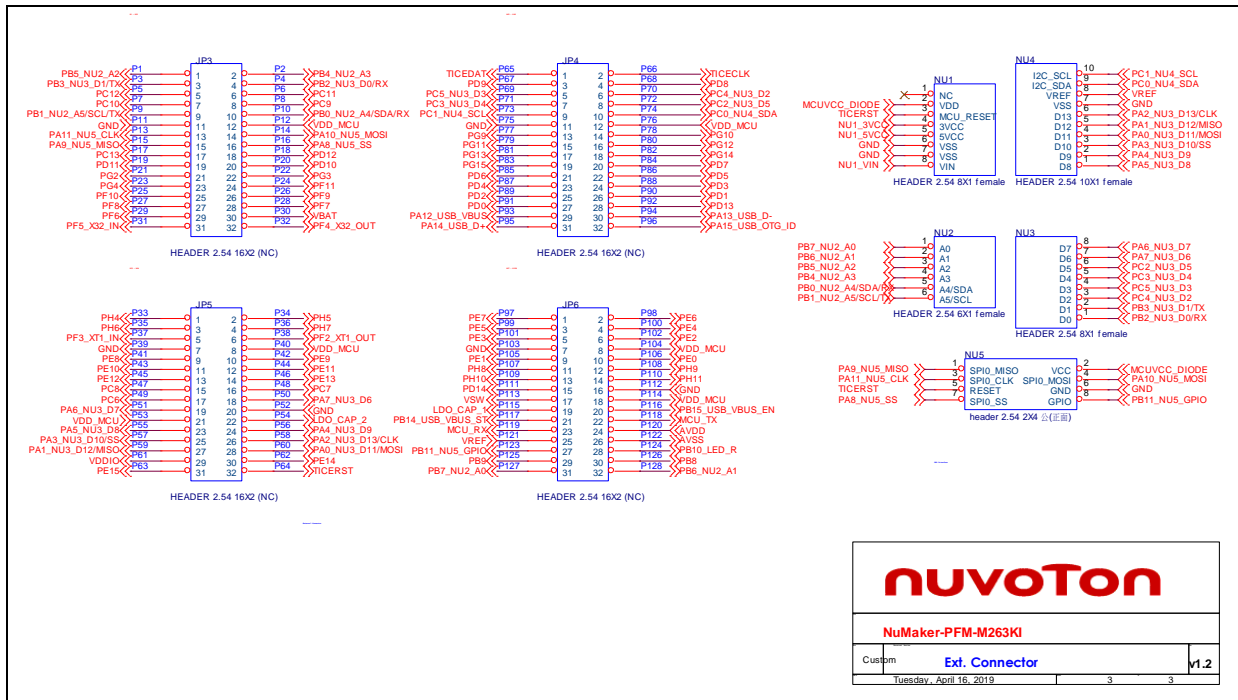 JP3
PB5_NU2_A2 P1 1 2 P2 PB4_NU2_A3
PB3_NU3_D1/TX P3 3 4 P4 PB2_NU3_D0/RX
PC12 P5 5 6 P6 PC11
PC10 P7 7 8 P8 PC9
PB1_NU2_A5/SCL/TX P9 9 10 P10 PB0_NU2_A4/SDA/RX
GND P11 11 12 P12 VDD_MCU
PA11_NU5_CLK P13 13 14 P14 PA10_NU5_MOSI
PA9_NU5_MISO P15 15 16 P16 PA8_NU5_SS
PC13 P17 17 18 P18 PD12
PD11 P19 19 20 P20 PD10
PG2 P21 21 22 P22 PG3
PG4 P23 23 24 P24 PF11
PF10 P25 25 26 P26 PF9
PF8 P27 27 28 P28 PF7
PF6 P29 29 30 P30 VBAT
PF5_X32_IN P31 31 32 P32 PF4_X32_OUT
HEADER 2.54 16X2 (NC)
JP4
TICEDAT P65 1 2 P66 TICECLK
PD9 P67 3 4 P68 PD8
PC5_NU3_D3 P69 5 6 P70 PC4_NU3_D2
PC3_NU3_D4 P71 7 8 P72 PC2_NU3_D5
PC1_NU4_SCL P73 9 10 P74 PC0_NU4_SDA
GND P75 11 12 P76 VDD_MCU
PG9 P77 13 14 P78 PG10
PG11 P79 15 16 P80 PG12
PG13 P81 17 18 P82 PG14
PG15 P83 19 20 P84 PD7
PD6 P85 21 22 P86 PD5
PD4 P87 23 24 P88 PD3
PD2 P89 25 26 P90 PD1
PD0 P91 27 28 P92 PD13
PA12_USB_VBUS P93 29 30 P94 PA13_USB_D-
PA14_USB_D+ P95 31 32 P96 PA15_USB_OTG_ID
HEADER 2.54 16X2 (NC)
NU1
1 NC
MCUVCC_DIODE 2 VDD
TICERST 3 MCU_RESET
NU1_3VCC 4 3VCC
NU1_5VCC 5 5VCC
GND 6 VSS
GND 7 VSS
NU1_VIN 8 VIN
HEADER 2.54 8X1 female
NU4
I2C_SCL 10 PC1_NU4_SCL
I2C_SDA 9 PC0_NU4_SDA
VREF 8 VREF
VSS 7 GND
D13 6 PA2_NU3_D13/CLK
D12 5 PA1_NU3_D12/MISO
D11 4 PA0_NU3_D11/MOSI
D10 3 PA3_NU3_D10/SS
D9 2 PA4_NU3_D9
D8 1 PA5_NU3_D8
HEADER 2.54 10X1 female
NU2
PB7_NU2_A0 1 A0
PB6_NU2_A1 2 A1
PB5_NU2_A2 3 A2
PB4_NU2_A3 4 A3
PB0_NU2_A4/SDA/RX 5 A4/SDA
PB1_NU2_A5/SCL/TX 6 A5/SCL
HEADER 2.54 6X1 female
NU3
D7 8 PA6_NU3_D7
D6 7 PA7_NU3_D6
D5 6 PC2_NU3_D5
D4 5 PC3_NU3_D4
D3 4 PC5_NU3_D3
D2 3 PC4_NU3_D2
D1 2 PB3_NU3_D1/TX
D0 1 PB2_NU3_D0/RX
HEADER 2.54 8X1 female
JP5
PH4 P33 1 2 P34 PH5
PH6 P35 3 4 P36 PH7
PF3_XT1_IN P37 5 6 P38 PF2_XT1_OUT
GND P39 7 8 P40 VDD_MCU
PE8 P41 9 10 P42 PE9
PE10 P43 11 12 P44 PE11
PE12 P45 13 14 P46 PE13
PC8 P47 15 16 P48 PC7
PC6 P49 17 18 P50 PA7_NU3_D6
PA6_NU3_D7 P51 19 20 P52 GND
VDD_MCU P53 21 22 P54 LDO_CAP_2
PA5_NU3_D8 P55 23 24 P56 PA4_NU3_D9
PA3_NU3_D10/SS P57 25 26 P58 PA2_NU3_D13/CLK
PA1_NU3_D12/MISO P59 27 28 P60 PA0_NU3_D11/MOSI
VDDIO P61 29 30 P62 PE14
PE15 P63 31 32 P64 TICERST
HEADER 2.54 16X2 (NC)
JP6
PE7 P97 1 2 P98 PE6
PE5 P99 3 4 P100 PE4
PE3 P101 5 6 P102 PE2
GND P103 7 8 P104 VDD_MCU
PE1 P105 9 10 P106 PE0
PH8 P107 11 12 P108 PH9
PH10 P109 13 14 P110 PH11
PD14 P111 15 16 P112 GND
VSW P113 17 18 P114 VDD_MCU
LDO_CAP_1 P115 19 20 P116 PB15_USB_VBUS_EN
PB14_USB_VBUS_ST P117 21 22 P118 MCU_TX
MCU_RX P119 23 24 P120 AVDD
VREF P121 25 26 P122 AVSS
PB11_NU5_GPIO P123 27 28 P124 PB10_LED_R
PB9 P125 29 30 P126 PB8
PB7_NU2_A0 P127 31 32 P128 PB6_NU2_A1
HEADER 2.54 16X2 (NC)
NU5
PA9_NU5_MISO 1 SPI0_MISO VCC 2 MCUVCC_DIODE
PA11_NU5_CLK 3 SPI0_CLK SPI0_MOSI 4 PA10_NU5_MOSI
TICERST 5 RESET GND 6 GND
PA8_NU5_SS 7 SPI0_SS GPIO 8 PB11_NU5_GPIO
header 2.54 2X4 公(正面)
nuvoTon
NuMaker-PFM-M263KI
Custom Ext. Connector v1.2
Tuesday, April 16, 2019 3 3